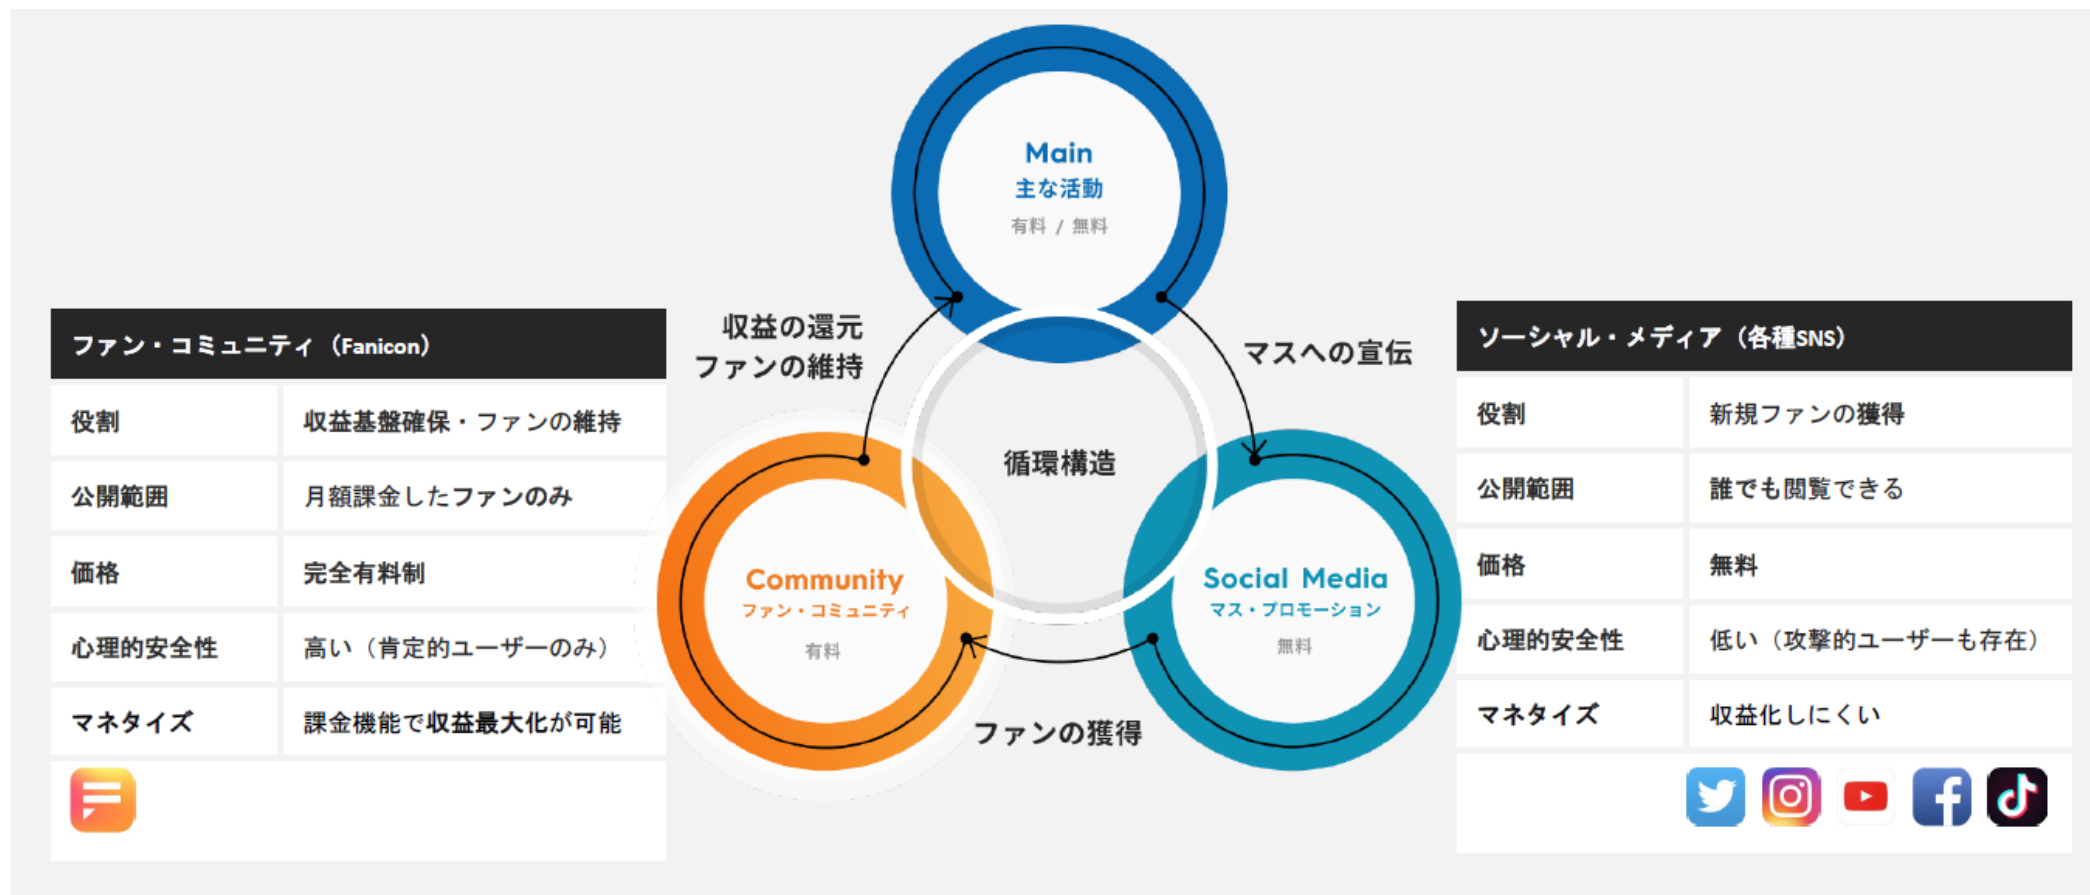 Main
主な活動
有料 / 無料
収益の還元
ファンの維持
マスへの宣伝
循環構造
Community
ファン・コミュニティ
有料
Social Media
マス・プロモーション
無料
ファンの獲得
ファン・コミュニティ（Fanicon）
役割 収益基盤確保・ファンの維持
公開範囲 月額課金したファンのみ
価格 完全有料制
心理的安全性 高い（肯定的ユーザーのみ）
マネタイズ 課金機能で収益最大化が可能
ソーシャル・メディア（各種SNS）
役割 新規ファンの獲得
公開範囲 誰でも閲覧できる
価格 無料
心理的安全性 低い（攻撃的ユーザーも存在）
マネタイズ 収益化しにくい